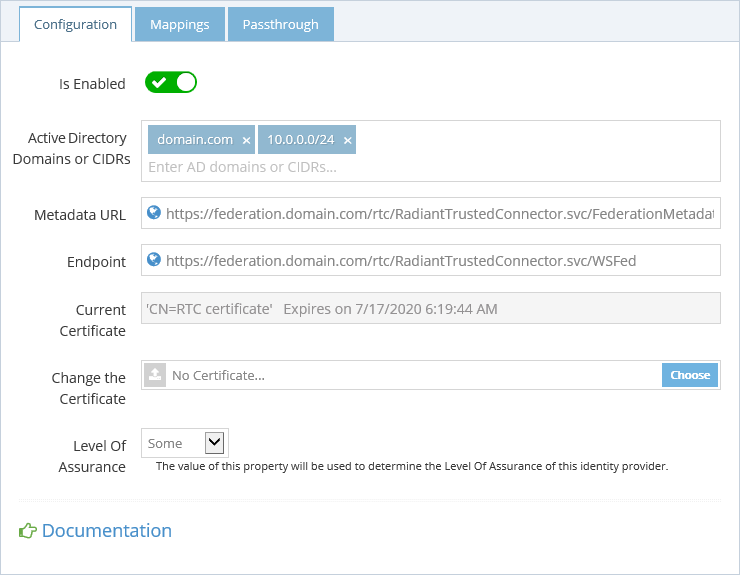 Configuration Mappings Passthrough
Is Enabled
Active Directory
Domains or CIDRs
domain.com × 10.0.0.0/24 ×
Enter AD domains or CIDRs...
Metadata URL https://federation.domain.com/rtc/RadiantTrustedConnector.svc/FederationMetadat
Endpoint https://federation.domain.com/rtc/RadiantTrustedConnector.svc/WSFed
Current
Certificate
'CN=RTC certificate' Expires on 7/17/2020 6:19:44 AM
Change the
Certificate
No Certificate... Choose
Level Of
Assurance
Some
The value of this property will be used to determine the Level Of Assurance of this identity provider.
Documentation